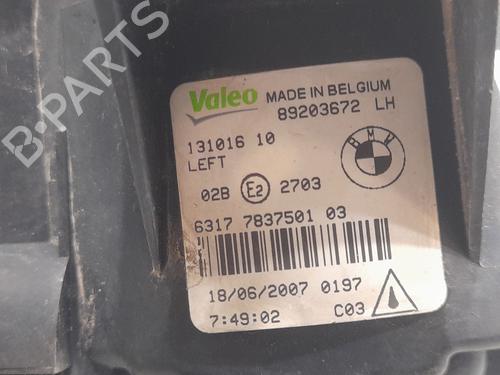 B-PARTS
Valeo MADE IN BELGIUM
89203672 LH
131016 10
LEFT
BMW
02B E2 2703
6317 7837501 03
18/06/2007 0197
7:49:02 C03